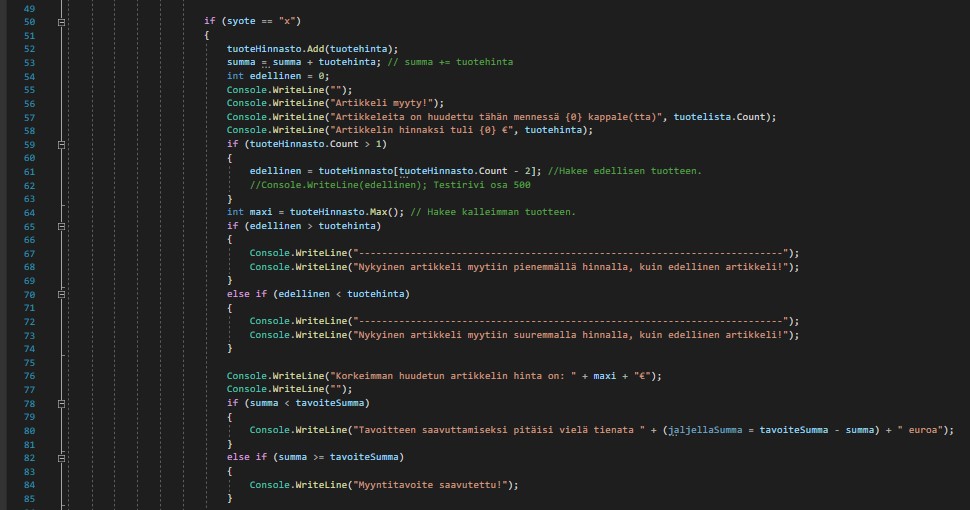 49
50 if (syote == "x")
51 {
52 tuoteHinnasto.Add(tuotehinta);
53 summa = summa + tuotehinta; // summa += tuotehinta
54 int edellinen = 0;
55 Console.WriteLine("");
56 Console.WriteLine("Artikkeli myyty!");
57 Console.WriteLine("Artikkeleita on huudettu tähän mennessä {0} kappale(tta)", tuotelista.Count);
58 Console.WriteLine("Artikkelin hinnaksi tuli {0} €", tuotehinta);
59 if (tuoteHinnasto.Count > 1)
60 {
61 edellinen = tuoteHinnasto[tuoteHinnasto.Count - 2]; //Hakee edellisen tuotteen.
62 //Console.WriteLine(edellinen); Testirivi osa 500
63 }
64 int maxi = tuoteHinnasto.Max(); // Hakee kalleimman tuotteen.
65 if (edellinen > tuotehinta)
66 {
67 Console.WriteLine("--------------------------------------------------------------------------");
68 Console.WriteLine("Nykyinen artikkeli myytiin pienemmällä hinnalla, kuin edellinen artikkeli!");
69 }
70 else if (edellinen < tuotehinta)
71 {
72 Console.WriteLine("--------------------------------------------------------------------------");
73 Console.WriteLine("Nykyinen artikkeli myytiin suuremmalla hinnalla, kuin edellinen artikkeli!");
74 }
75
76 Console.WriteLine("Korkeimman huudetun artikkelin hinta on: " + maxi + "€");
77 Console.WriteLine("");
78 if (summa < tavoiteSumma)
79 {
80 Console.WriteLine("Tavoitteen saavuttamiseksi pitäisi vielä tienata " + (jaljellaSumma = tavoiteSumma - summa) + " euroa");
81 }
82 else if (summa >= tavoiteSumma)
83 {
84 Console.WriteLine("Myyntitavoite saavutettu!");
85 }